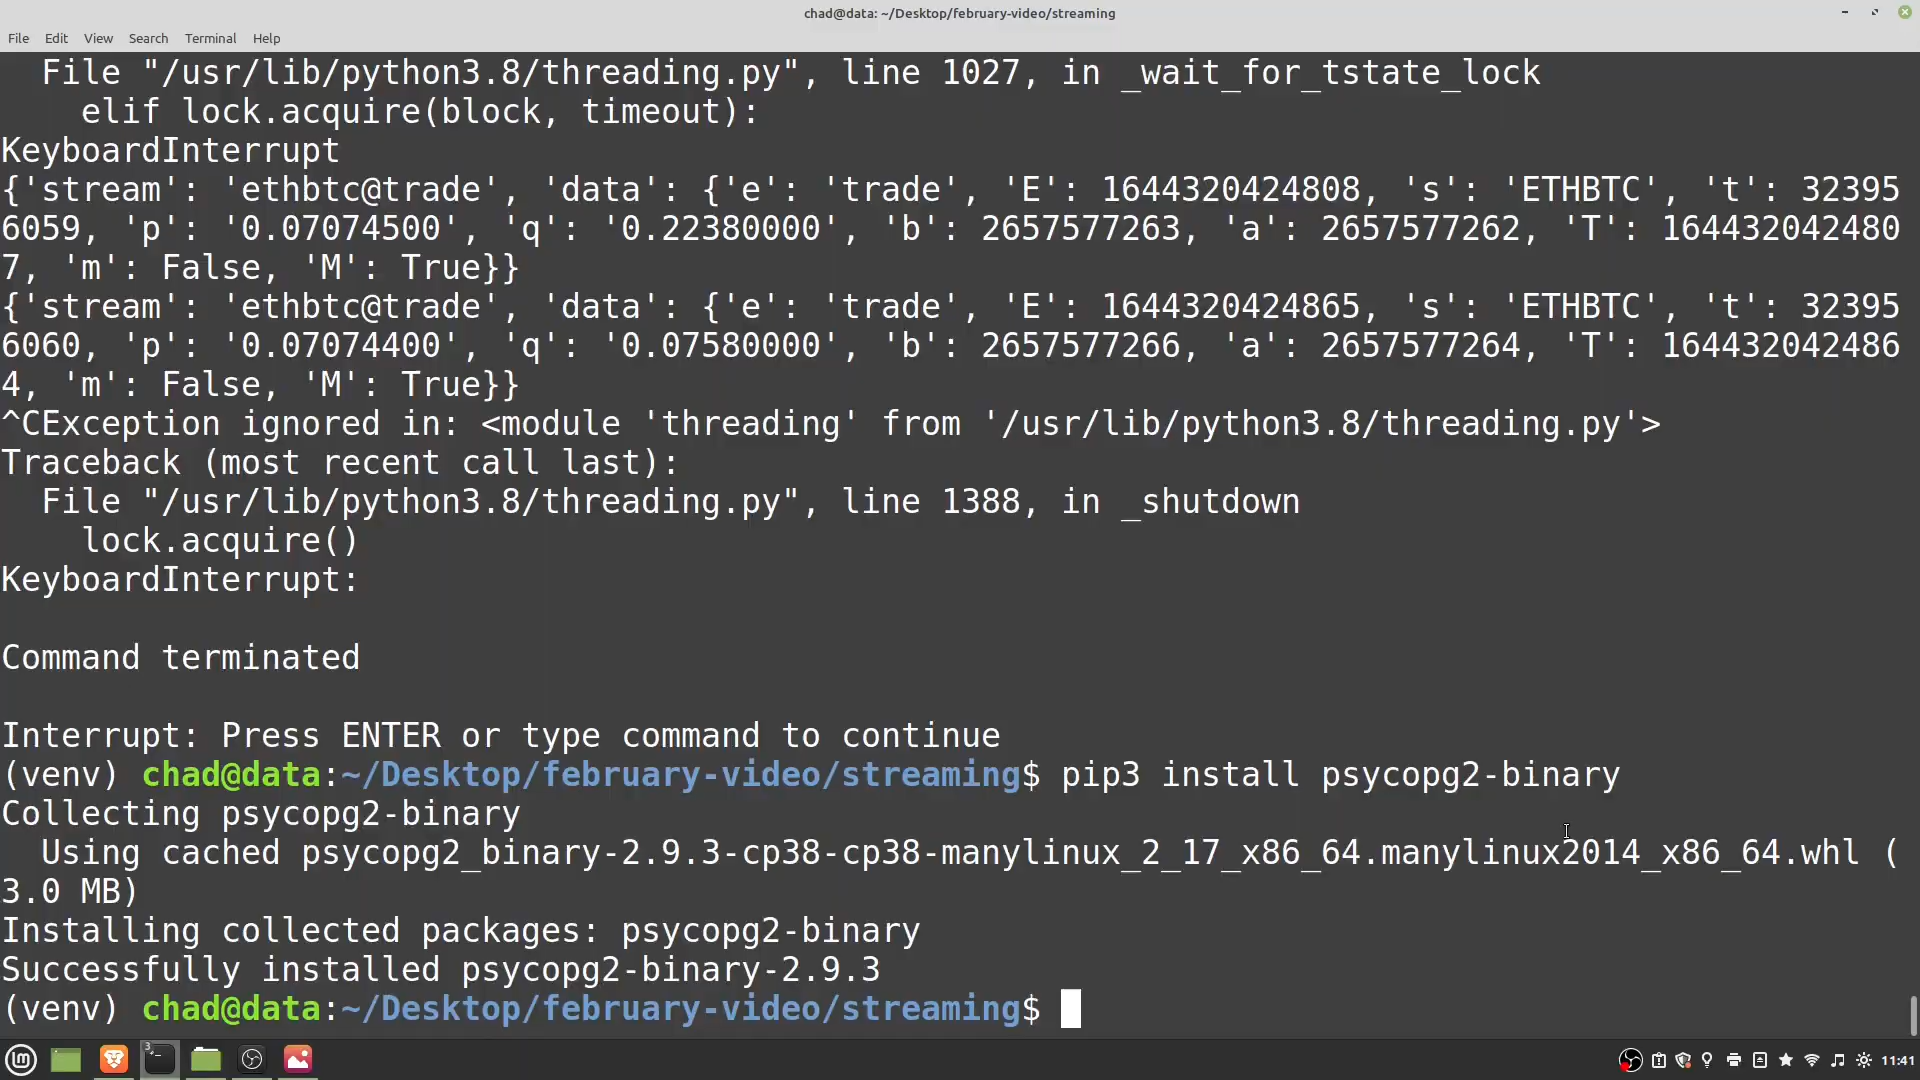 chad@data: ~/Desktop/february-video/streaming
File Edit View Search Terminal Help
File "/usr/lib/python3.8/threading.py", line 1027, in _wait_for_tstate_lock
elif lock.acquire(block, timeout):
KeyboardInterrupt
{'stream': 'ethbtc@trade', 'data': {'e': 'trade', 'E': 1644320424808, 's': 'ETHBTC', 't': 32395
6059, 'p': '0.07074500', 'q': '0.22380000', 'b': 2657577263, 'a': 2657577262, 'T': 164432042480
7, 'm': False, 'M': True}}
{'stream': 'ethbtc@trade', 'data': {'e': 'trade', 'E': 1644320424865, 's': 'ETHBTC', 't': 32395
6060, 'p': '0.07074400', 'q': '0.07580000', 'b': 2657577266, 'a': 2657577264, 'T': 164432042486
4, 'm': False, 'M': True}}
^CException ignored in: <module 'threading' from '/usr/lib/python3.8/threading.py'>
Traceback (most recent call last):
File "/usr/lib/python3.8/threading.py", line 1388, in _shutdown
lock.acquire()
KeyboardInterrupt:
Command terminated
Interrupt: Press ENTER or type command to continue
(venv) chad@data:~/Desktop/february-video/streaming$ pip3 install psycopg2-binary
Collecting psycopg2-binary
Using cached psycopg2_binary-2.9.3-cp38-cp38-manylinux_2_17_x86_64.manylinux2014_x86_64.whl (
3.0 MB)
Installing collected packages: psycopg2-binary
Successfully installed psycopg2-binary-2.9.3
(venv) chad@data:~/Desktop/february-video/streaming$
3
11:41